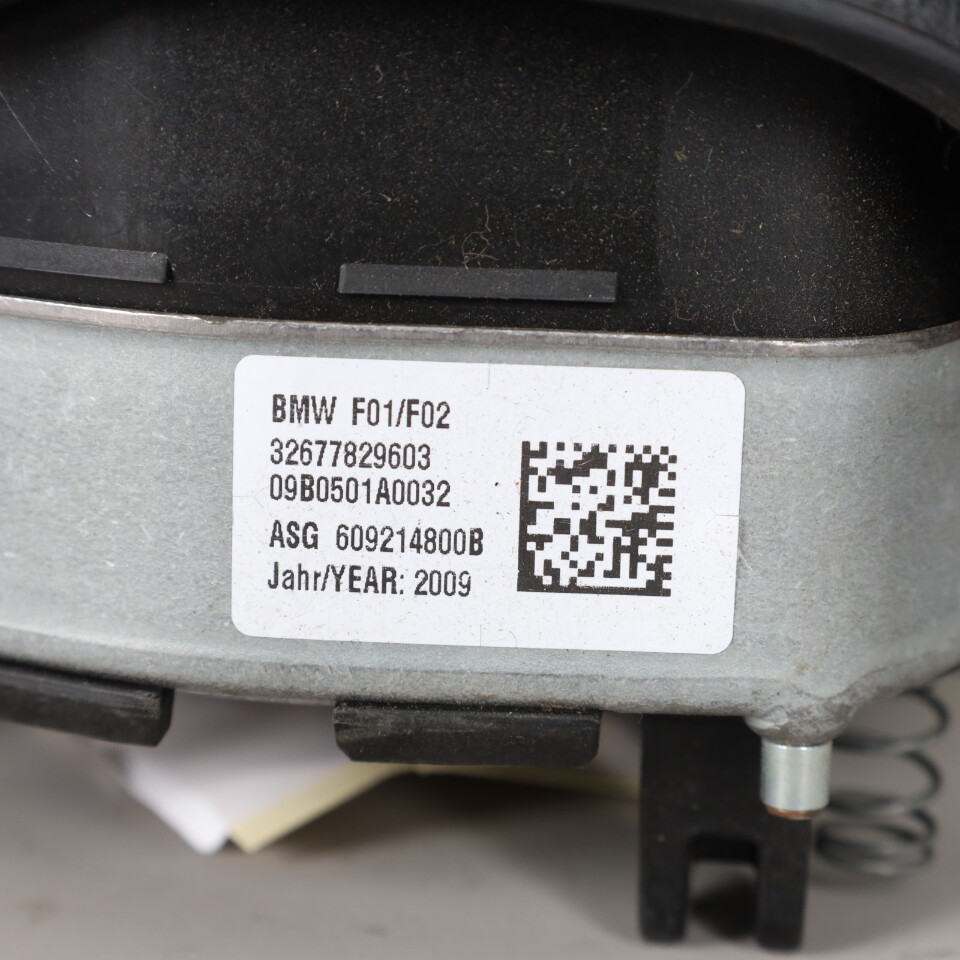 BMW F01/F02
32677829603
09B0501A0032
ASG 609214800B
Jahr/YEAR: 2009